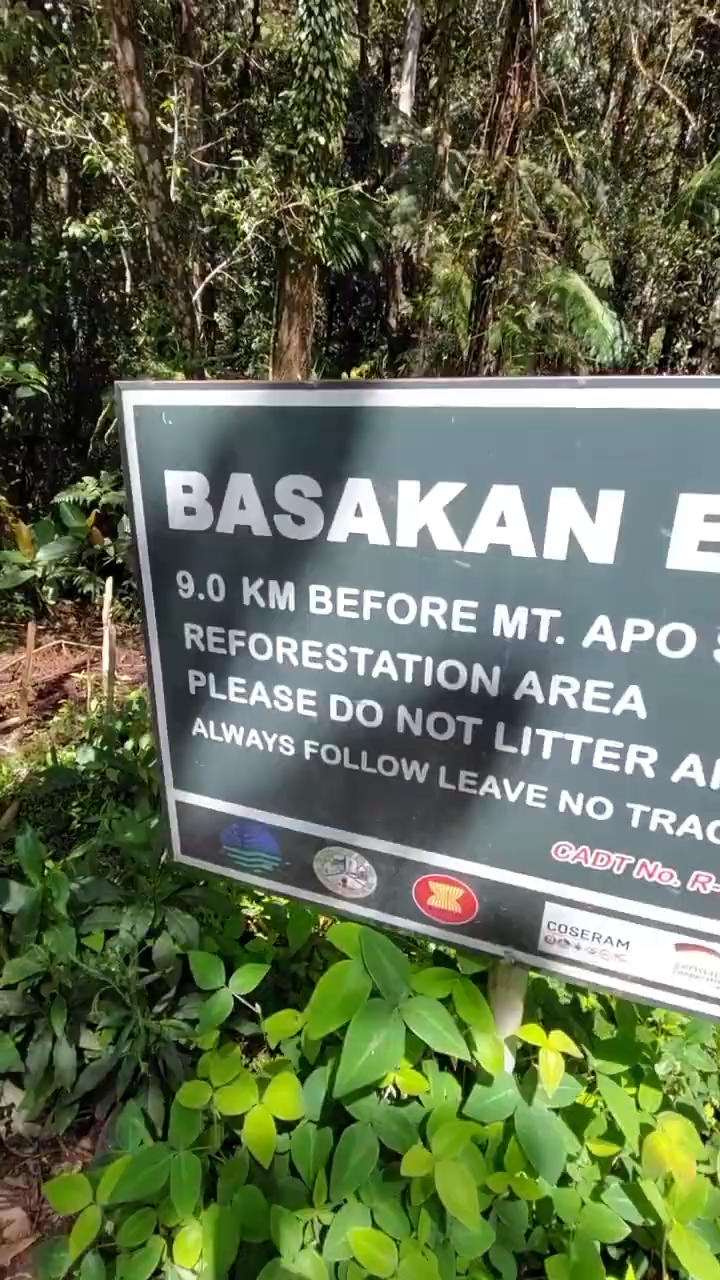 BASAKAN E
9.0 KM BEFORE MT. APO
REFORESTATION AREA
PLEASE DO NOT LITTER A
ALWAYS FOLLOW LEAVE NO TRAC
CADT No. R-
COSERAM